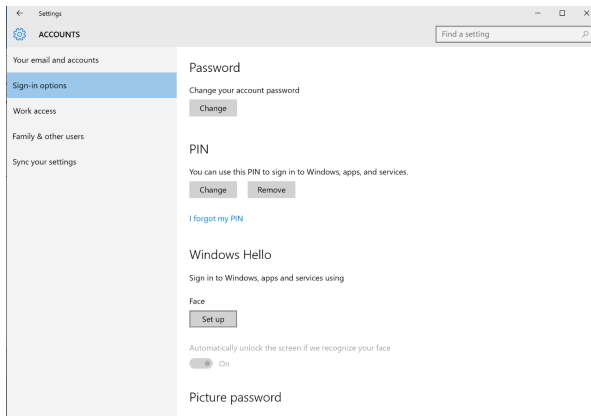 Settings
ACCOUNTS
Find a setting
Your email and accounts
Sign-in options
Work access
Family & other users
Sync your settings
Password
Change your account password
Change
PIN
You can use this PIN to sign in to Windows, apps, and services.
Change Remove
I forgot my PIN
Windows Hello
Sign in to Windows, apps and services using
Face
Set up
Automatically unlock the screen if we recognize your face
On
Picture password